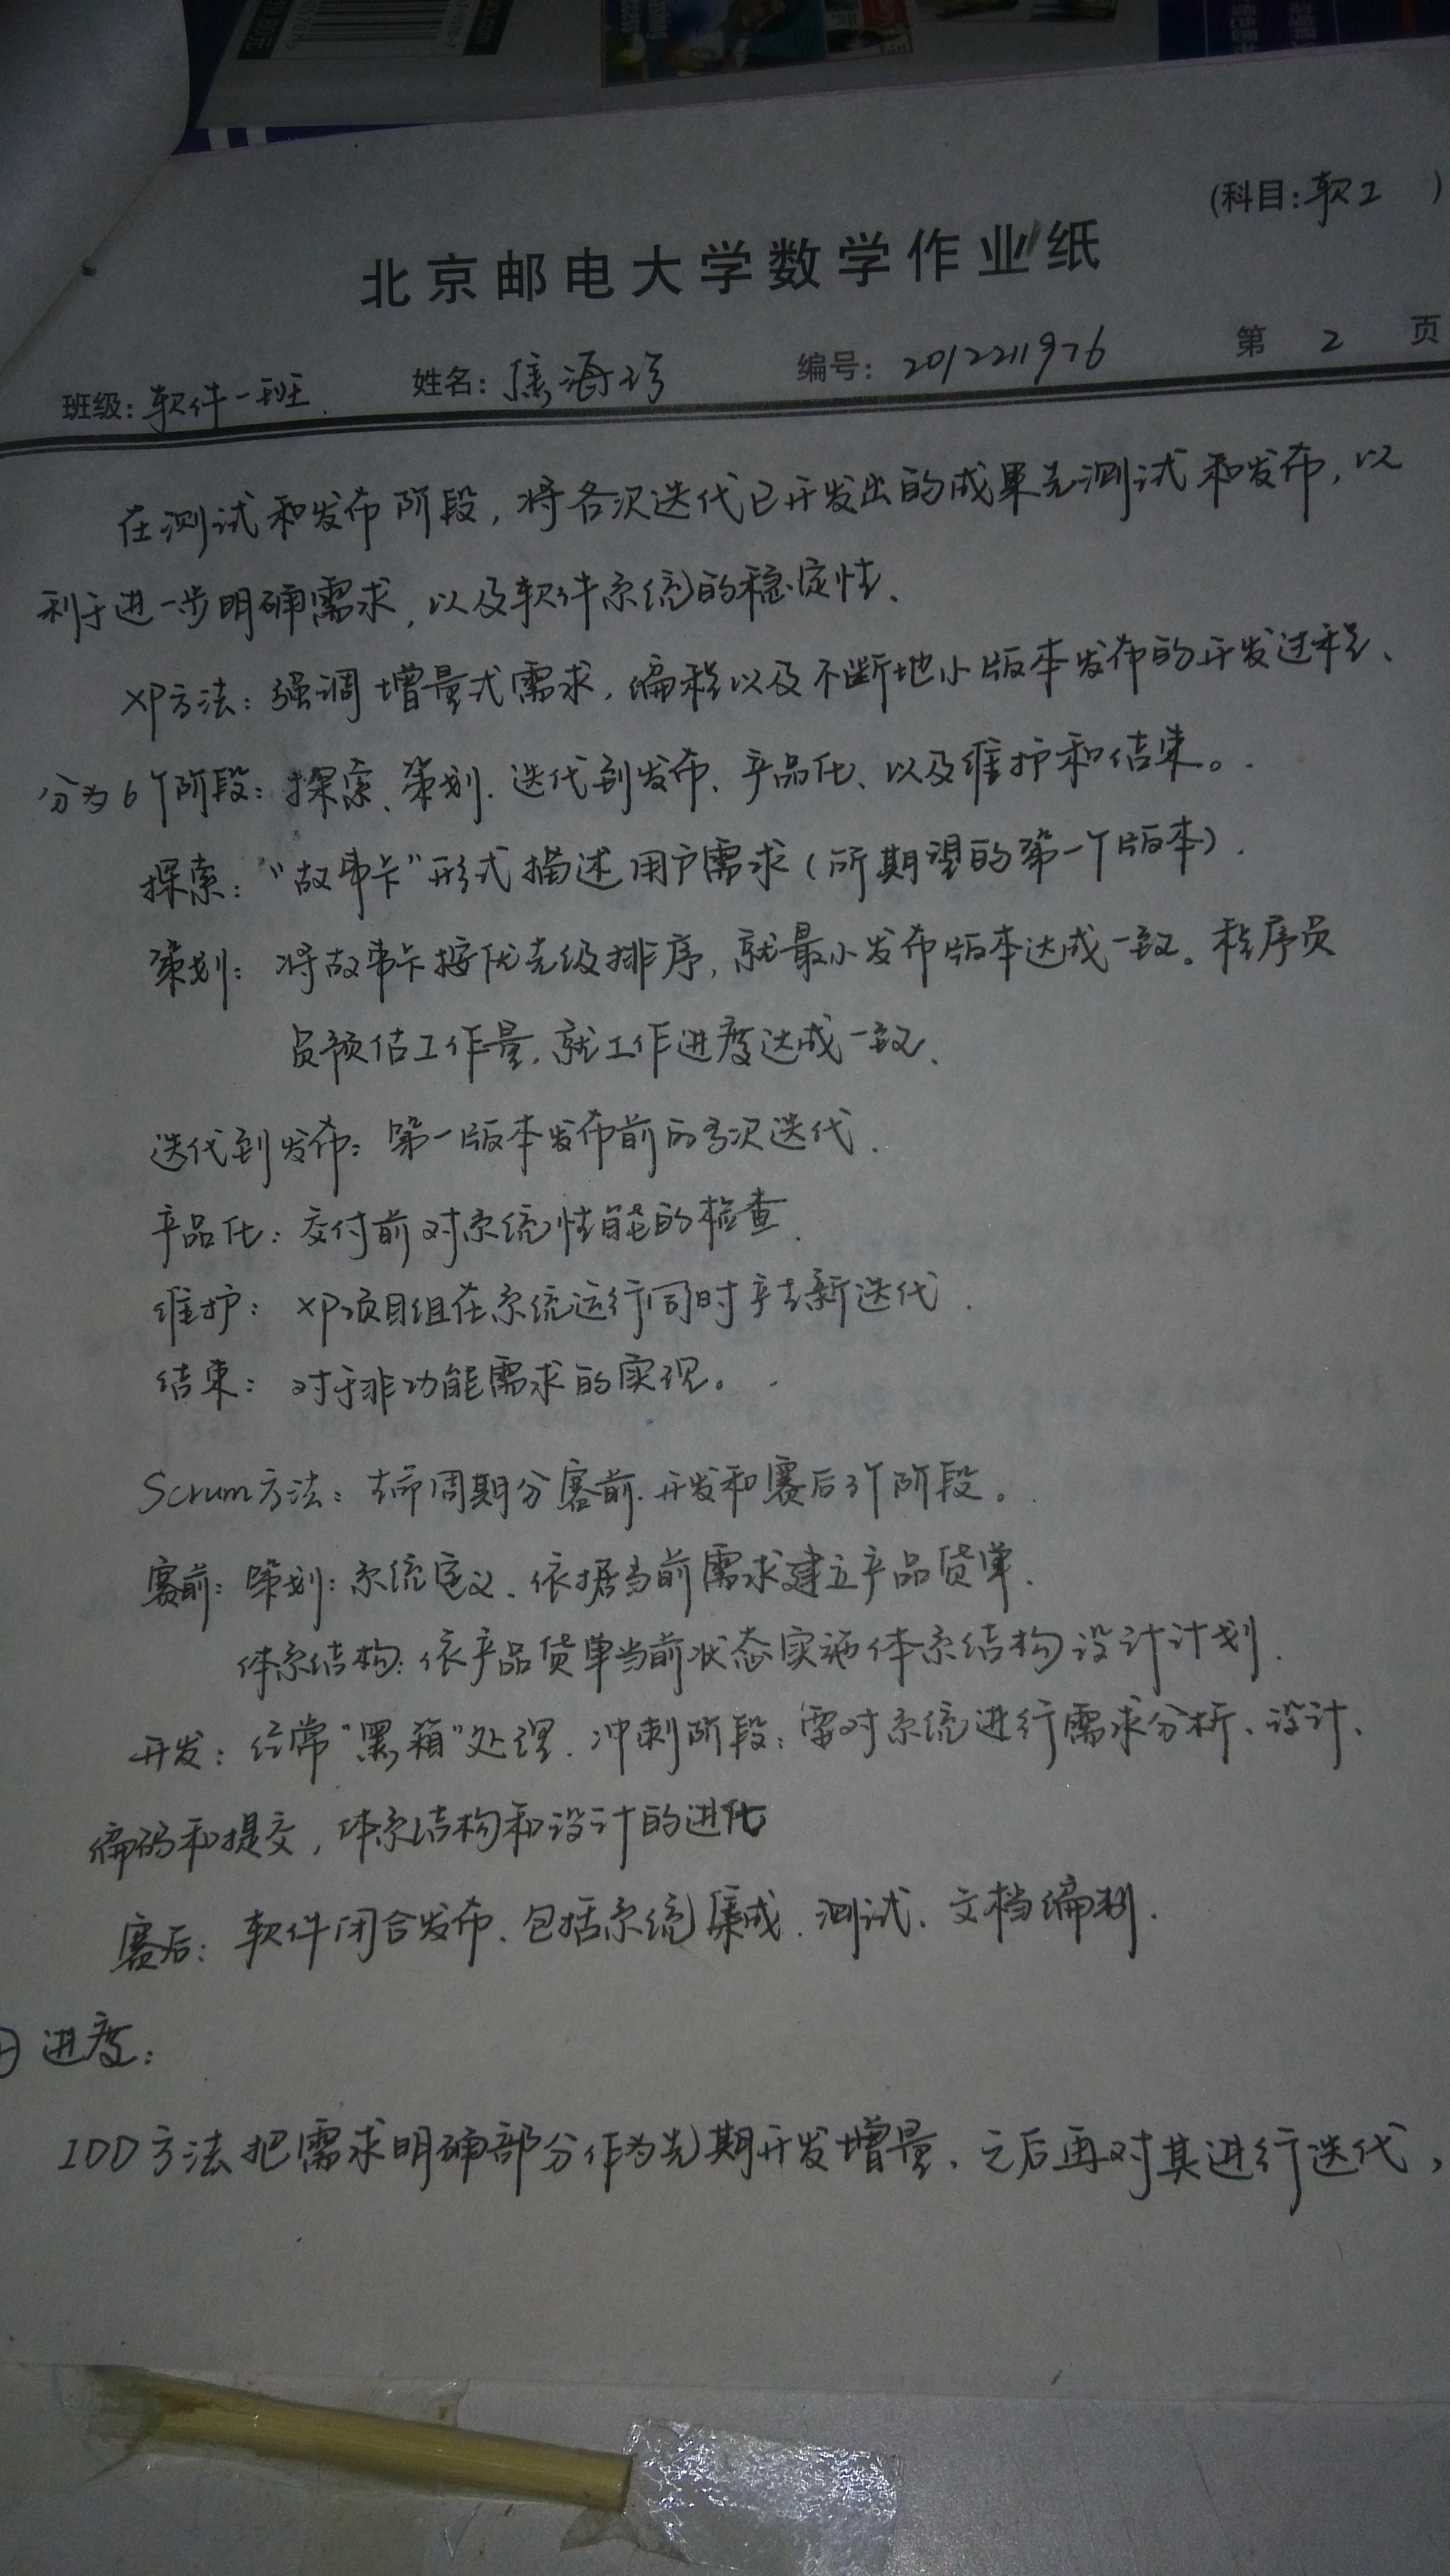 (科目:软工 )
北京邮电大学数学作业纸
班级:软件一班 姓名:焦海珍 编号:2012211976 第 2 页
在测试和发布阶段,将各次迭代已开发出的成果先测试和发布,以
利于进一步明确需求,以及软件系统的稳定性、
XP方法:强调增量式需求,编程以及不断地小版本发布的开发过程、
分为6个阶段:探索、策划、迭代到发布、产品化、以及维护和结束。
探索:“故事卡”形式描述用户需求(所期望的第一个版本).
策划:将故事卡按优先级排序,就最小发布版本达成一致。程序员
员预估工作量,就工作进度达成一致.
迭代到发布:第一版本发布前的多次迭代.
产品化:交付前对系统性能的检查.
维护:XP项目组在系统运行同时产生新迭代.
结束:对于非功能需求的实现。
Scrum方法:生命周期分赛前、开发和赛后3个阶段。
赛前:策划:系统定义、依据当前需求建立产品货单.
体系结构:依产品货单当前状态实施体系结构设计计划.
开发:经常“黑箱”处理.冲刺阶段:需对系统进行需求分析、设计、
编码和提交,体系结构和设计的进化
赛后:软件闭合发布、包括系统集成、测试、文档编制.
进度:
IDD方法把需求明确部分作为先期开发增量、之后再对其进行迭代,